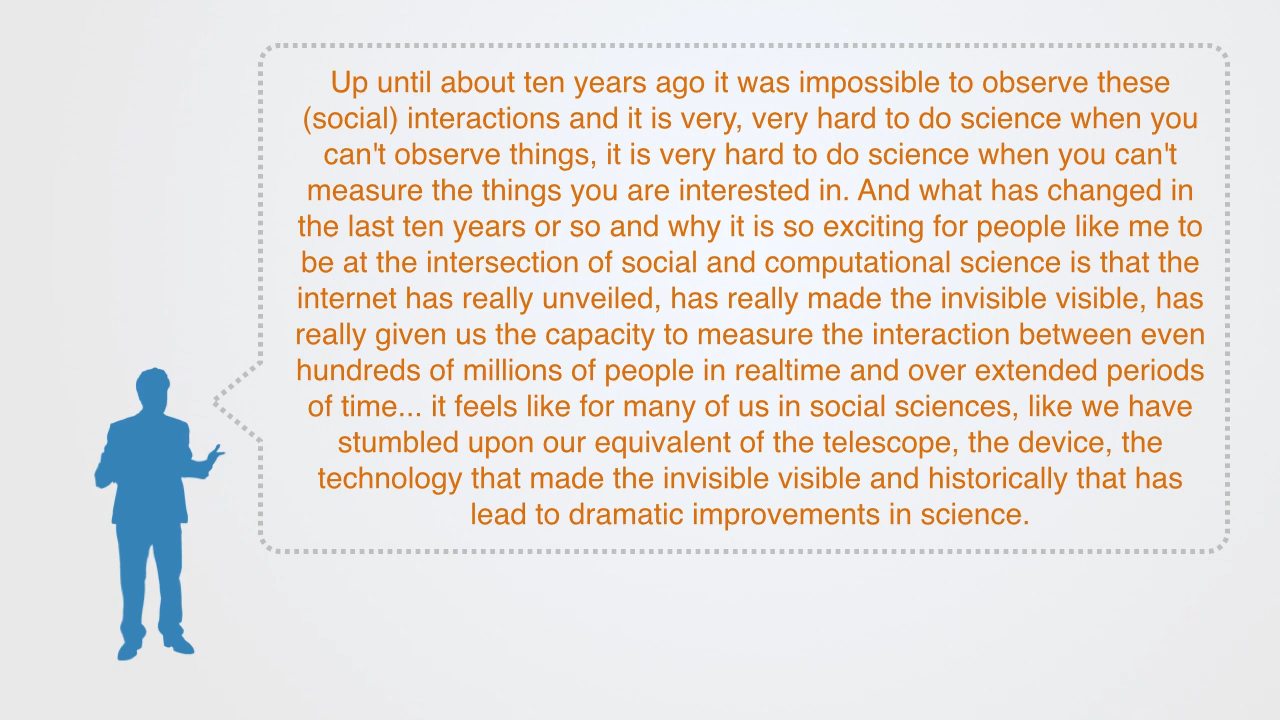 Up until about ten years ago it was impossible to observe these
(social) interactions and it is very, very hard to do science when you
can't observe things, it is very hard to do science when you can't
measure the things you are interested in. And what has changed in
the last ten years or so and why it is so exciting for people like me to
be at the intersection of social and computational science is that the
internet has really unveiled, has really made the invisible visible, has
really given us the capacity to measure the interaction between even
hundreds of millions of people in realtime and over extended periods
of time... it feels like for many of us in social sciences, like we have
stumbled upon our equivalent of the telescope, the device, the
technology that made the invisible visible and historically that has
lead to dramatic improvements in science.